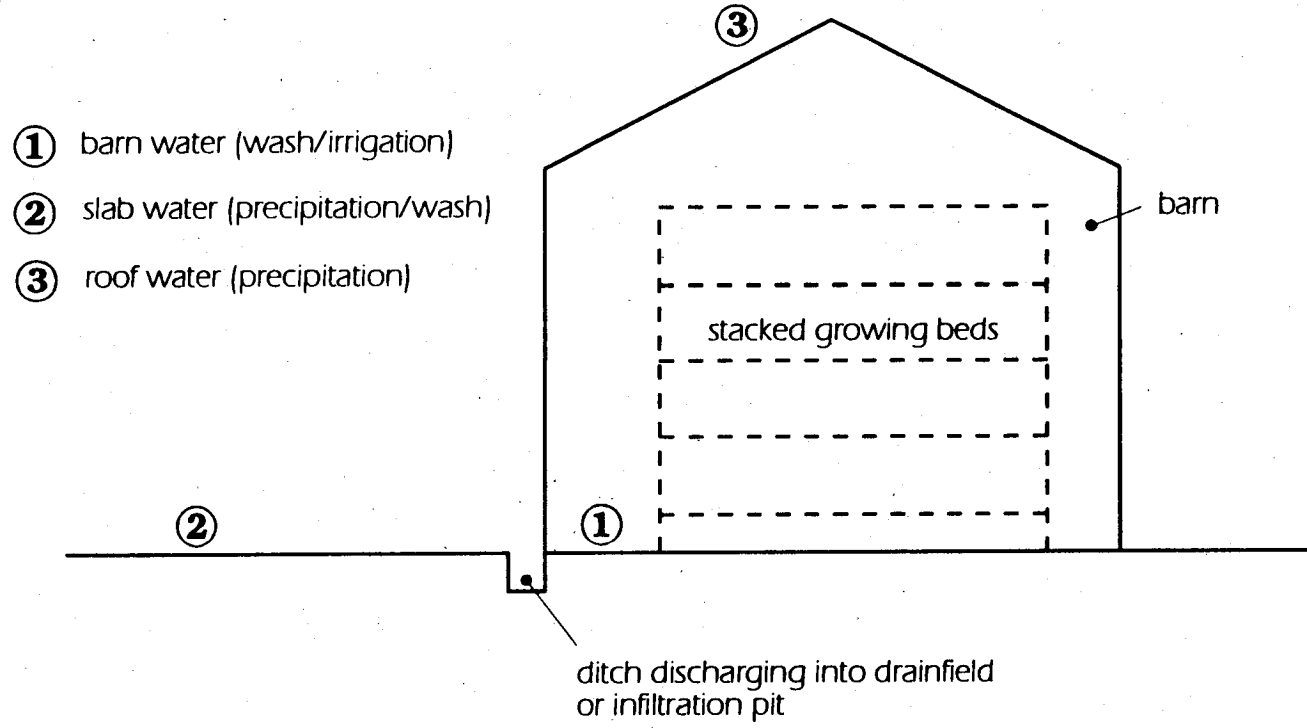 ③
① barn water (wash/irrigation)
② slab water (precipitation/wash)
③ roof water (precipitation)
barn
stacked growing beds
②
①
ditch discharging into drainfield
or infiltration pit